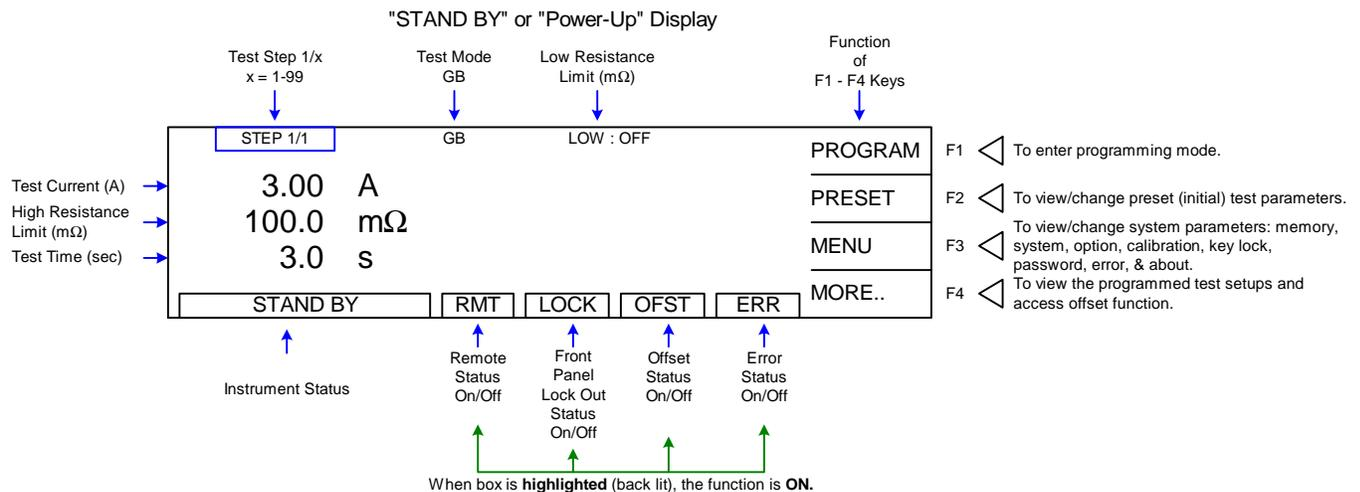 "STAND BY" or "Power-Up" Display
Test Step 1/x
x = 1-99
Test Mode
GB
Low Resistance
Limit (mΩ)
Function
of
F1 - F4 Keys
STEP 1/1
GB
LOW : OFF
Test Current (A)
High Resistance
Limit (mΩ)
Test Time (sec)
3.00 A
100.0 mΩ
3.0 s
PROGRAM
F1
To enter programming mode.
PRESET
F2
To view/change preset (initial) test parameters.
MENU
F3
To view/change system parameters: memory,
system, option, calibration, key lock,
password, error, & about.
MORE..
F4
To view the programmed test setups and
access offset function.
STAND BY
RMT
LOCK
OFST
ERR
Instrument Status
Remote
Status
On/Off
Front
Panel
Lock Out
Status
On/Off
Offset
Status
On/Off
Error
Status
On/Off
When box is highlighted (back lit), the function is ON.